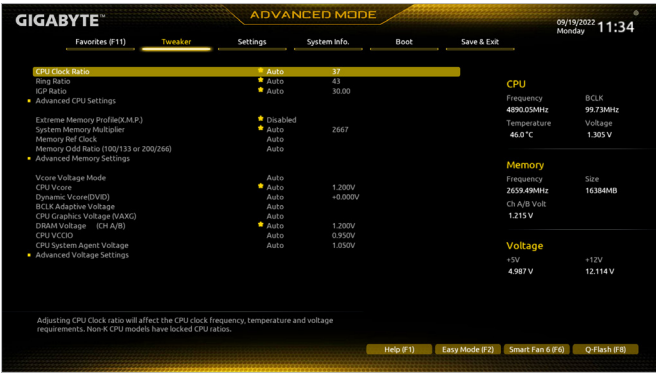 GIGABYTE™
ADVANCED MODE
09/19/2022
Monday
11:34
Favorites (F11) Tweaker Settings System Info. Boot Save & Exit
CPU Clock Ratio Auto 37
Ring Ratio Auto 43
IGP Ratio Auto 30.00
Advanced CPU Settings
Extreme Memory Profile(X.M.P.) Disabled
System Memory Multiplier Auto 2667
Memory Ref Clock Auto
Memory Odd Ratio (100/133 or 200/266) Auto
Advanced Memory Settings
Vcore Voltage Mode Auto
CPU Vcore Auto 1.200V
Dynamic Vcore(DVID) Auto +0.000V
BCLK Adaptive Voltage Auto
CPU Graphics Voltage (VAXG) Auto
DRAM Voltage (CH A/B) Auto 1.200V
CPU VCCIO Auto 0.950V
CPU System Agent Voltage Auto 1.050V
Advanced Voltage Settings
CPU
Frequency BCLK
4890.05MHz 99.73MHz
Temperature Voltage
46.0 °C 1.305 V
Memory
Frequency Size
2659.49MHz 16384MB
Ch A/B Volt
1.215 V
Voltage
+5V +12V
4.987 V 12.114 V
Adjusting CPU Clock ratio will affect the CPU clock frequency, temperature and voltage
requirements. Non-K CPU models have locked CPU ratios.
Help (F1) Easy Mode (F2) Smart Fan 6 (F6) Q-Flash (F8)